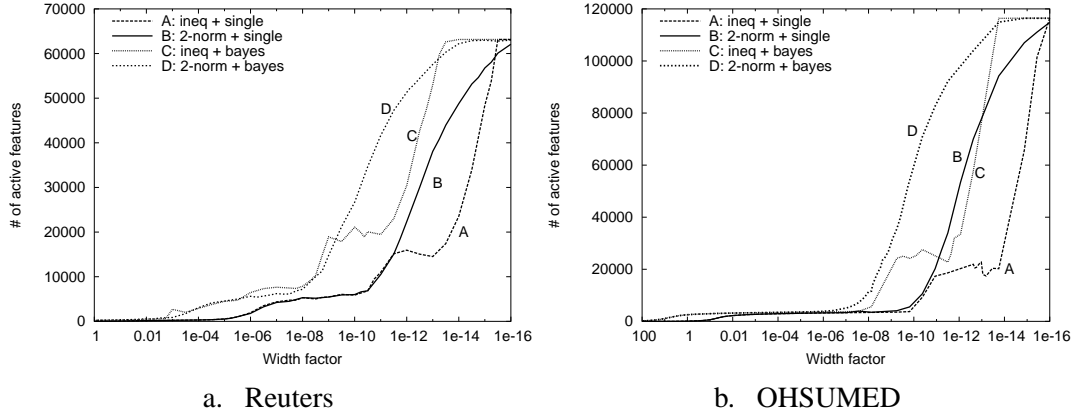 70000
60000
50000
40000
30000
20000
10000
0
# of active features
A: ineq + single
B: 2-norm + single
C: ineq + bayes
D: 2-norm + bayes
D
C
B
A
1 0.01 1e-04 1e-06 1e-08 1e-10 1e-12 1e-14 1e-16
Width factor
a. Reuters
120000
100000
80000
60000
40000
20000
0
# of active features
A: ineq + single
B: 2-norm + single
C: ineq + bayes
D: 2-norm + bayes
D
B
C
A
100 1 0.01 1e-04 1e-06 1e-08 1e-10 1e-12 1e-14 1e-16
Width factor
b. OHSUMED